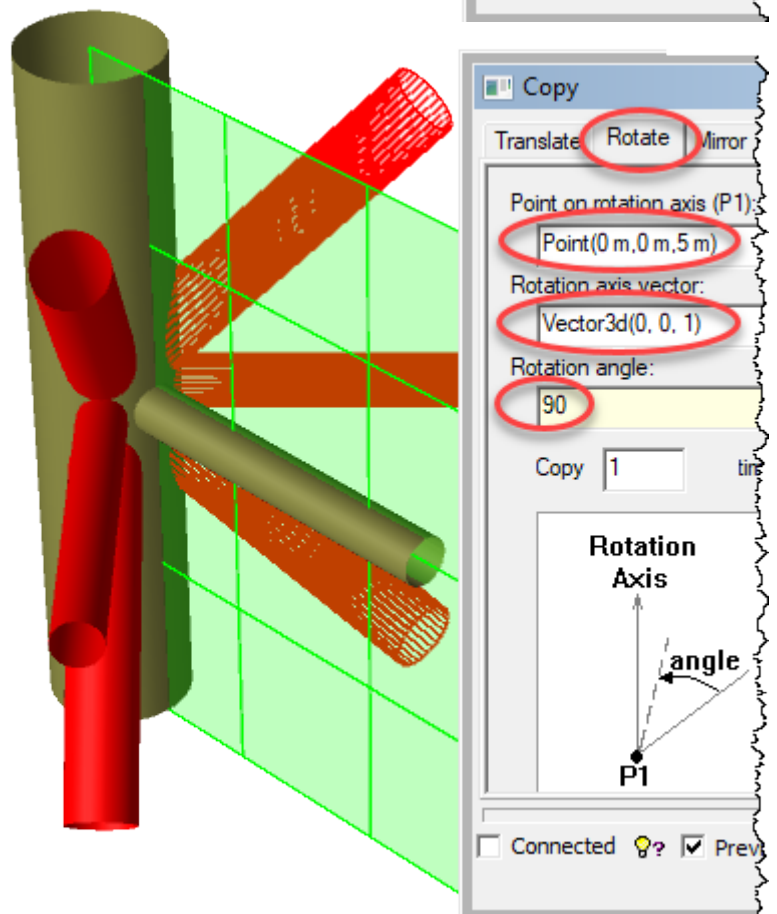 Copy
Translate Rotate Mirror
Point on rotation axis (P1):
Point(0 m,0 m,5 m)
Rotation axis vector:
Vector3d(0, 0, 1)
Rotation angle:
90
Copy 1
Rotation
Axis
angle
P1
Connected ?